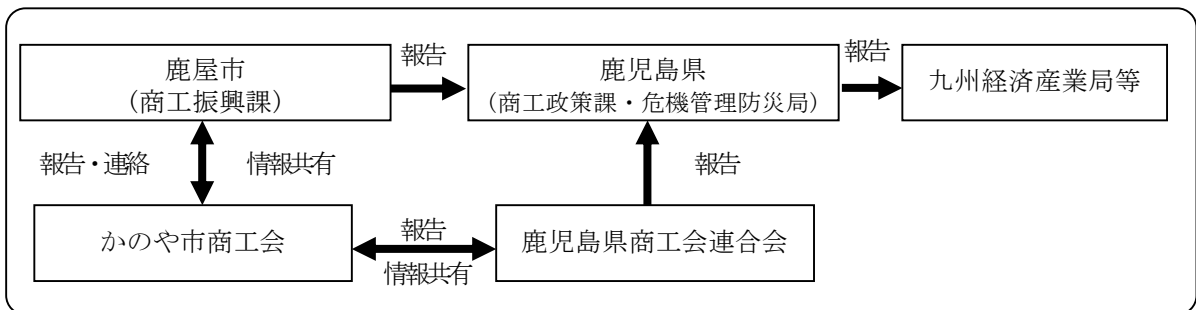 鹿屋市
（商工振興課）
報告
鹿児島県
（商工政策課・危機管理防災局）
報告
九州経済産業局等
報告・連絡
情報共有
報告
かのや市商工会
報告
情報共有
鹿児島県商工会連合会